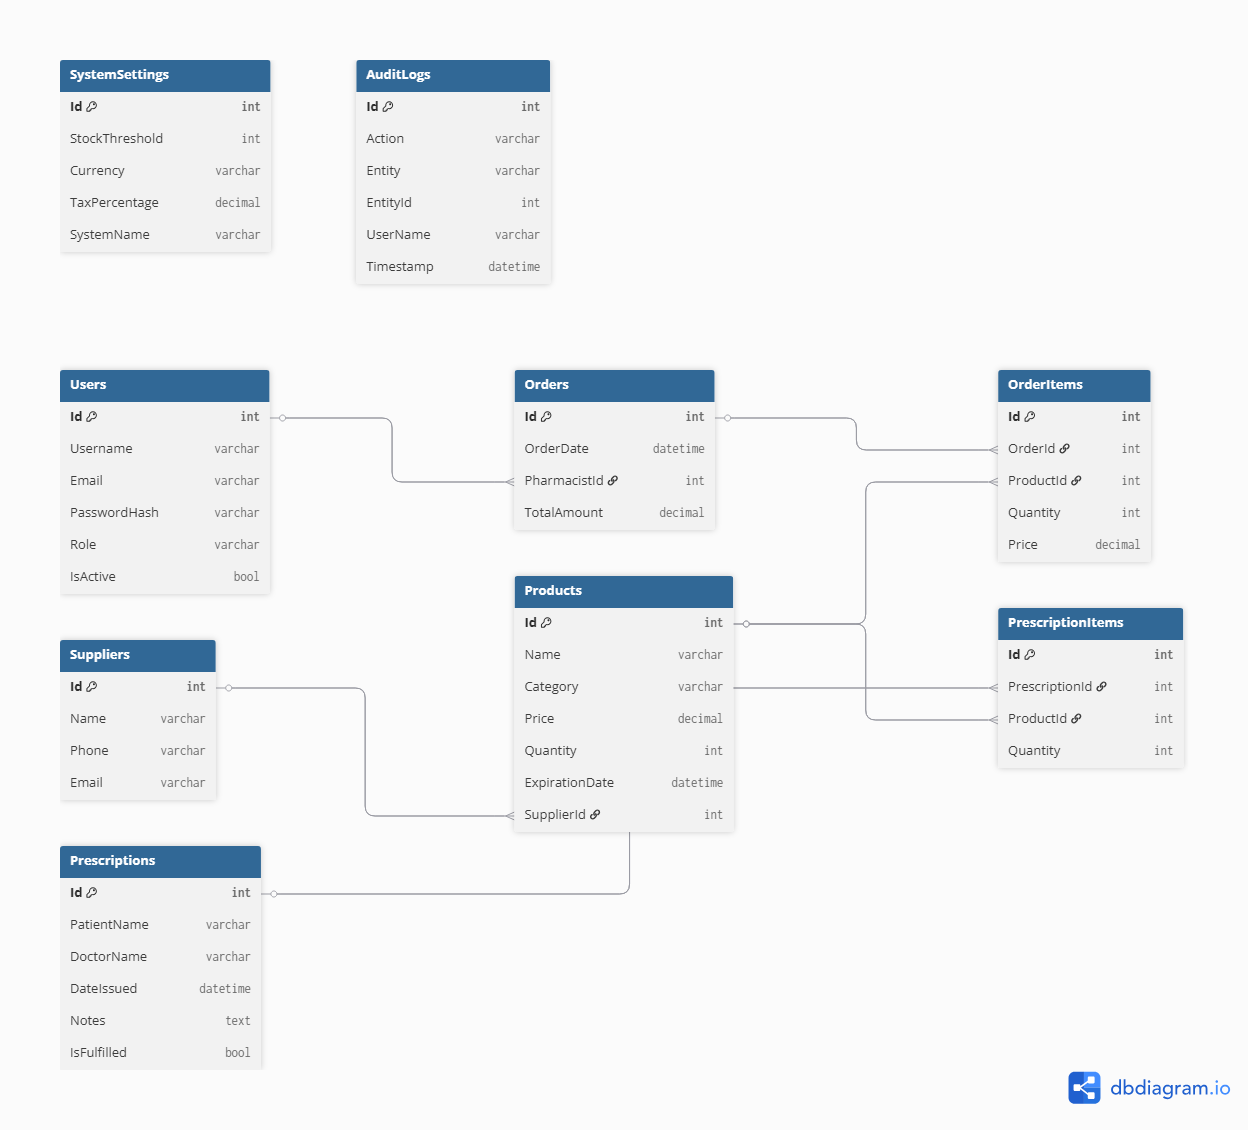 SystemSettings
Id int
StockThreshold int
Currency varchar
TaxPercentage decimal
SystemName varchar
AuditLogs
Id int
Action varchar
Entity varchar
EntityId int
UserName varchar
Timestamp datetime
Users
Id int
Username varchar
Email varchar
PasswordHash varchar
Role varchar
IsActive bool
Orders
Id int
OrderDate datetime
PharmacistId int
TotalAmount decimal
OrderItems
Id int
OrderId int
ProductId int
Quantity int
Price decimal
Suppliers
Id int
Name varchar
Phone varchar
Email varchar
Products
Id int
Name varchar
Category varchar
Price decimal
Quantity int
ExpirationDate datetime
SupplierId int
PrescriptionItems
Id int
PrescriptionId int
ProductId int
Quantity int
Prescriptions
Id int
PatientName varchar
DoctorName varchar
DateIssued datetime
Notes text
IsFulfilled bool
dbdiagram.io